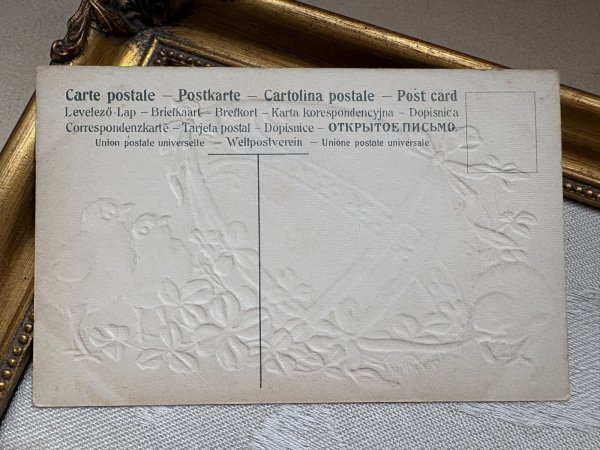 Carte postale – Postkarte – Cartolina postale – Post card
Levelező-Lap – Briefkaart – Brefkort – Karta korespondencyjna – Dopisnica
Correspondenzkarte – Tarjeta postal – Dopisnice – ОТКРЫТОЕ ПИСЬМО.
Union postale universelle – Weltpostverein – Unione postale universale